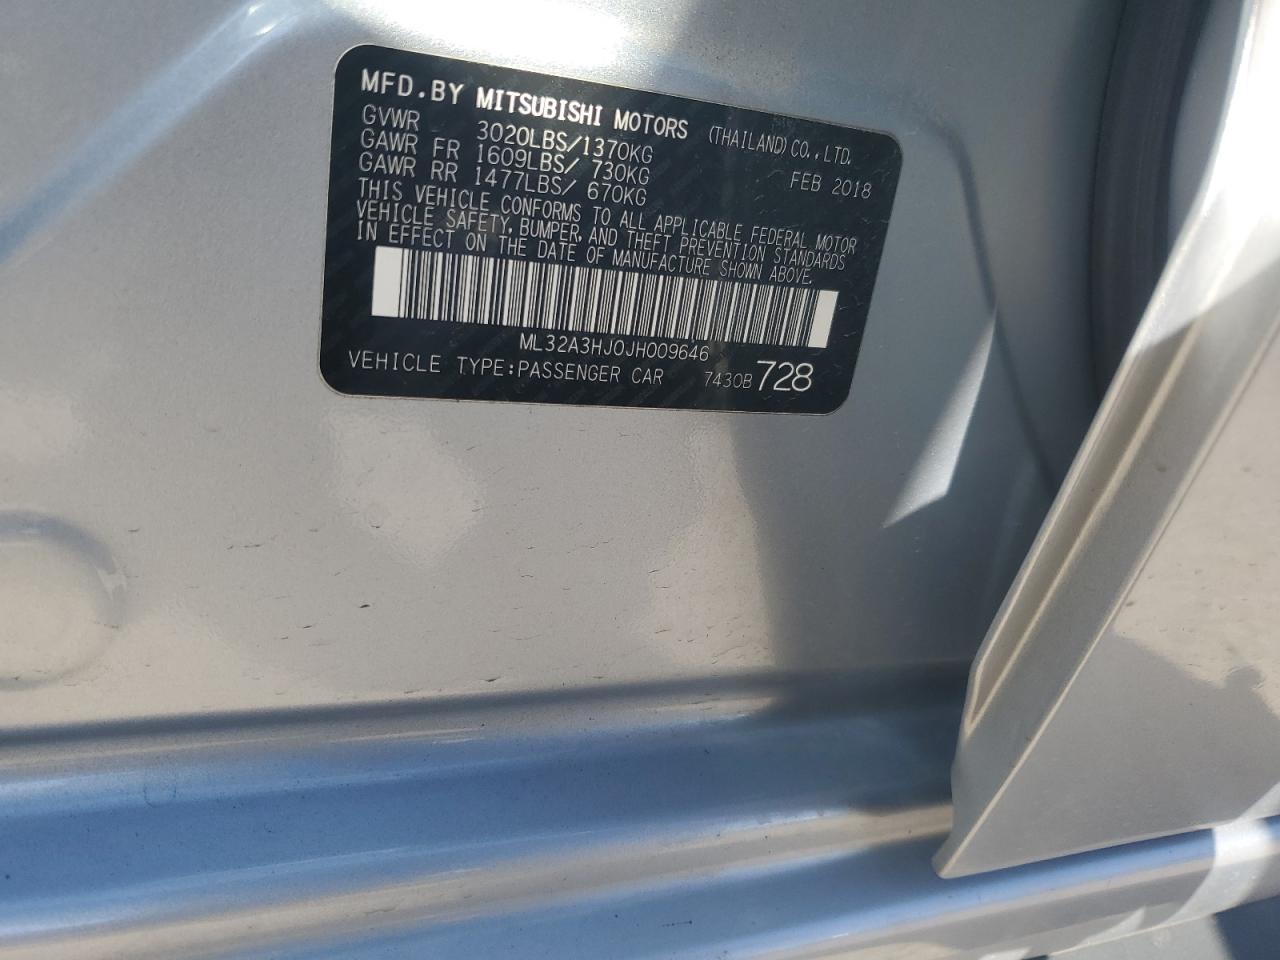 MFD.BY MITSUBISHI MOTORS (THAILAND)CO.,LTD.
GVWR 3020LBS/1370KG FEB 2018
GAWR FR 1609LBS/ 730KG
GAWR RR 1477LBS/ 670KG
THIS VEHICLE CONFORMS TO ALL APPLICABLE FEDERAL MOTOR
VEHICLE SAFETY, BUMPER, AND THEFT PREVENTION STANDARDS
IN EFFECT ON THE DATE OF MANUFACTURE SHOWN ABOVE.
ML32A3HJ0JH009646
VEHICLE TYPE:PASSENGER CAR 7430B 728